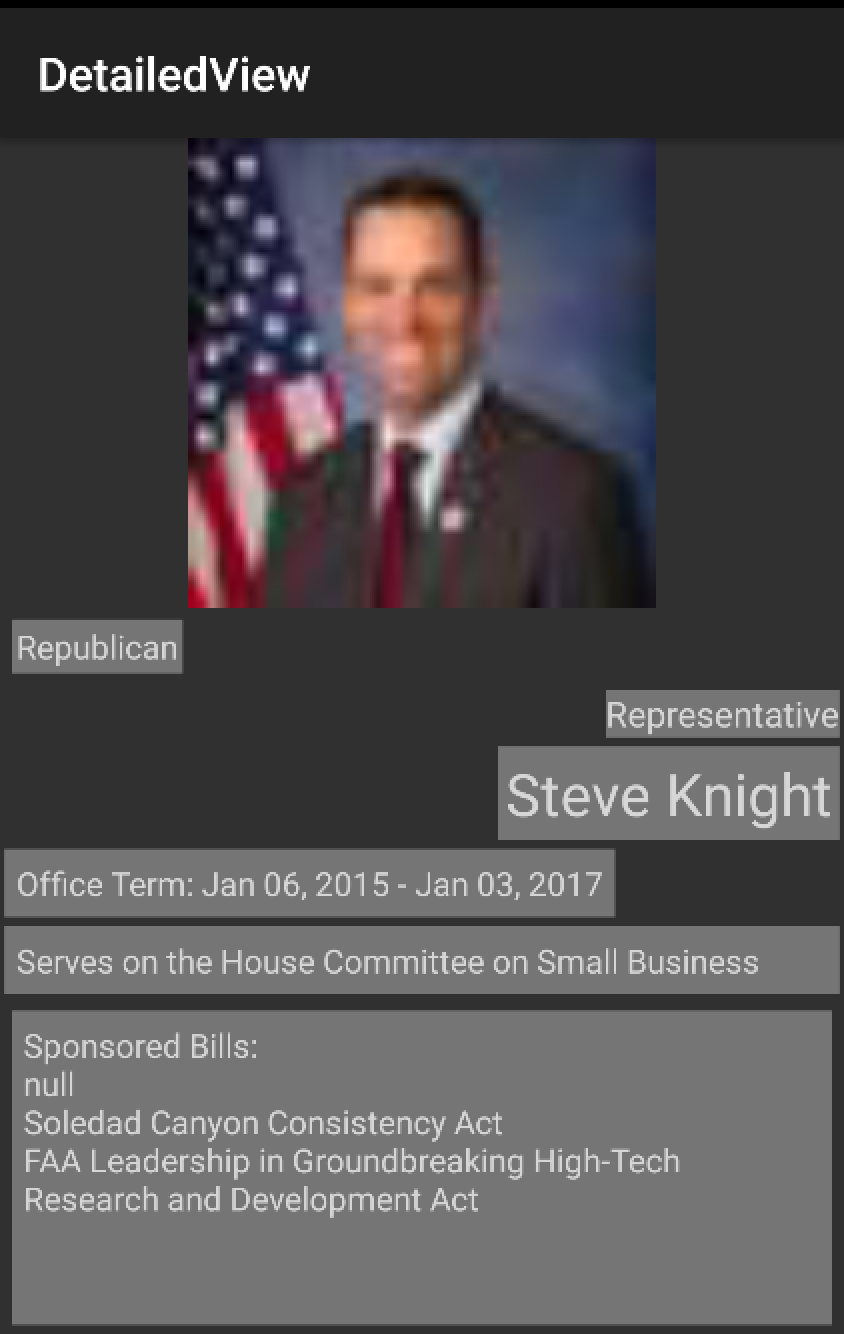 DetailedView
Republican
Representative
Steve Knight
Office Term: Jan 06, 2015 - Jan 03, 2017
Serves on the House Committee on Small Business
Sponsored Bills:
null
Soledad Canyon Consistency Act
FAA Leadership in Groundbreaking High-Tech
Research and Development Act